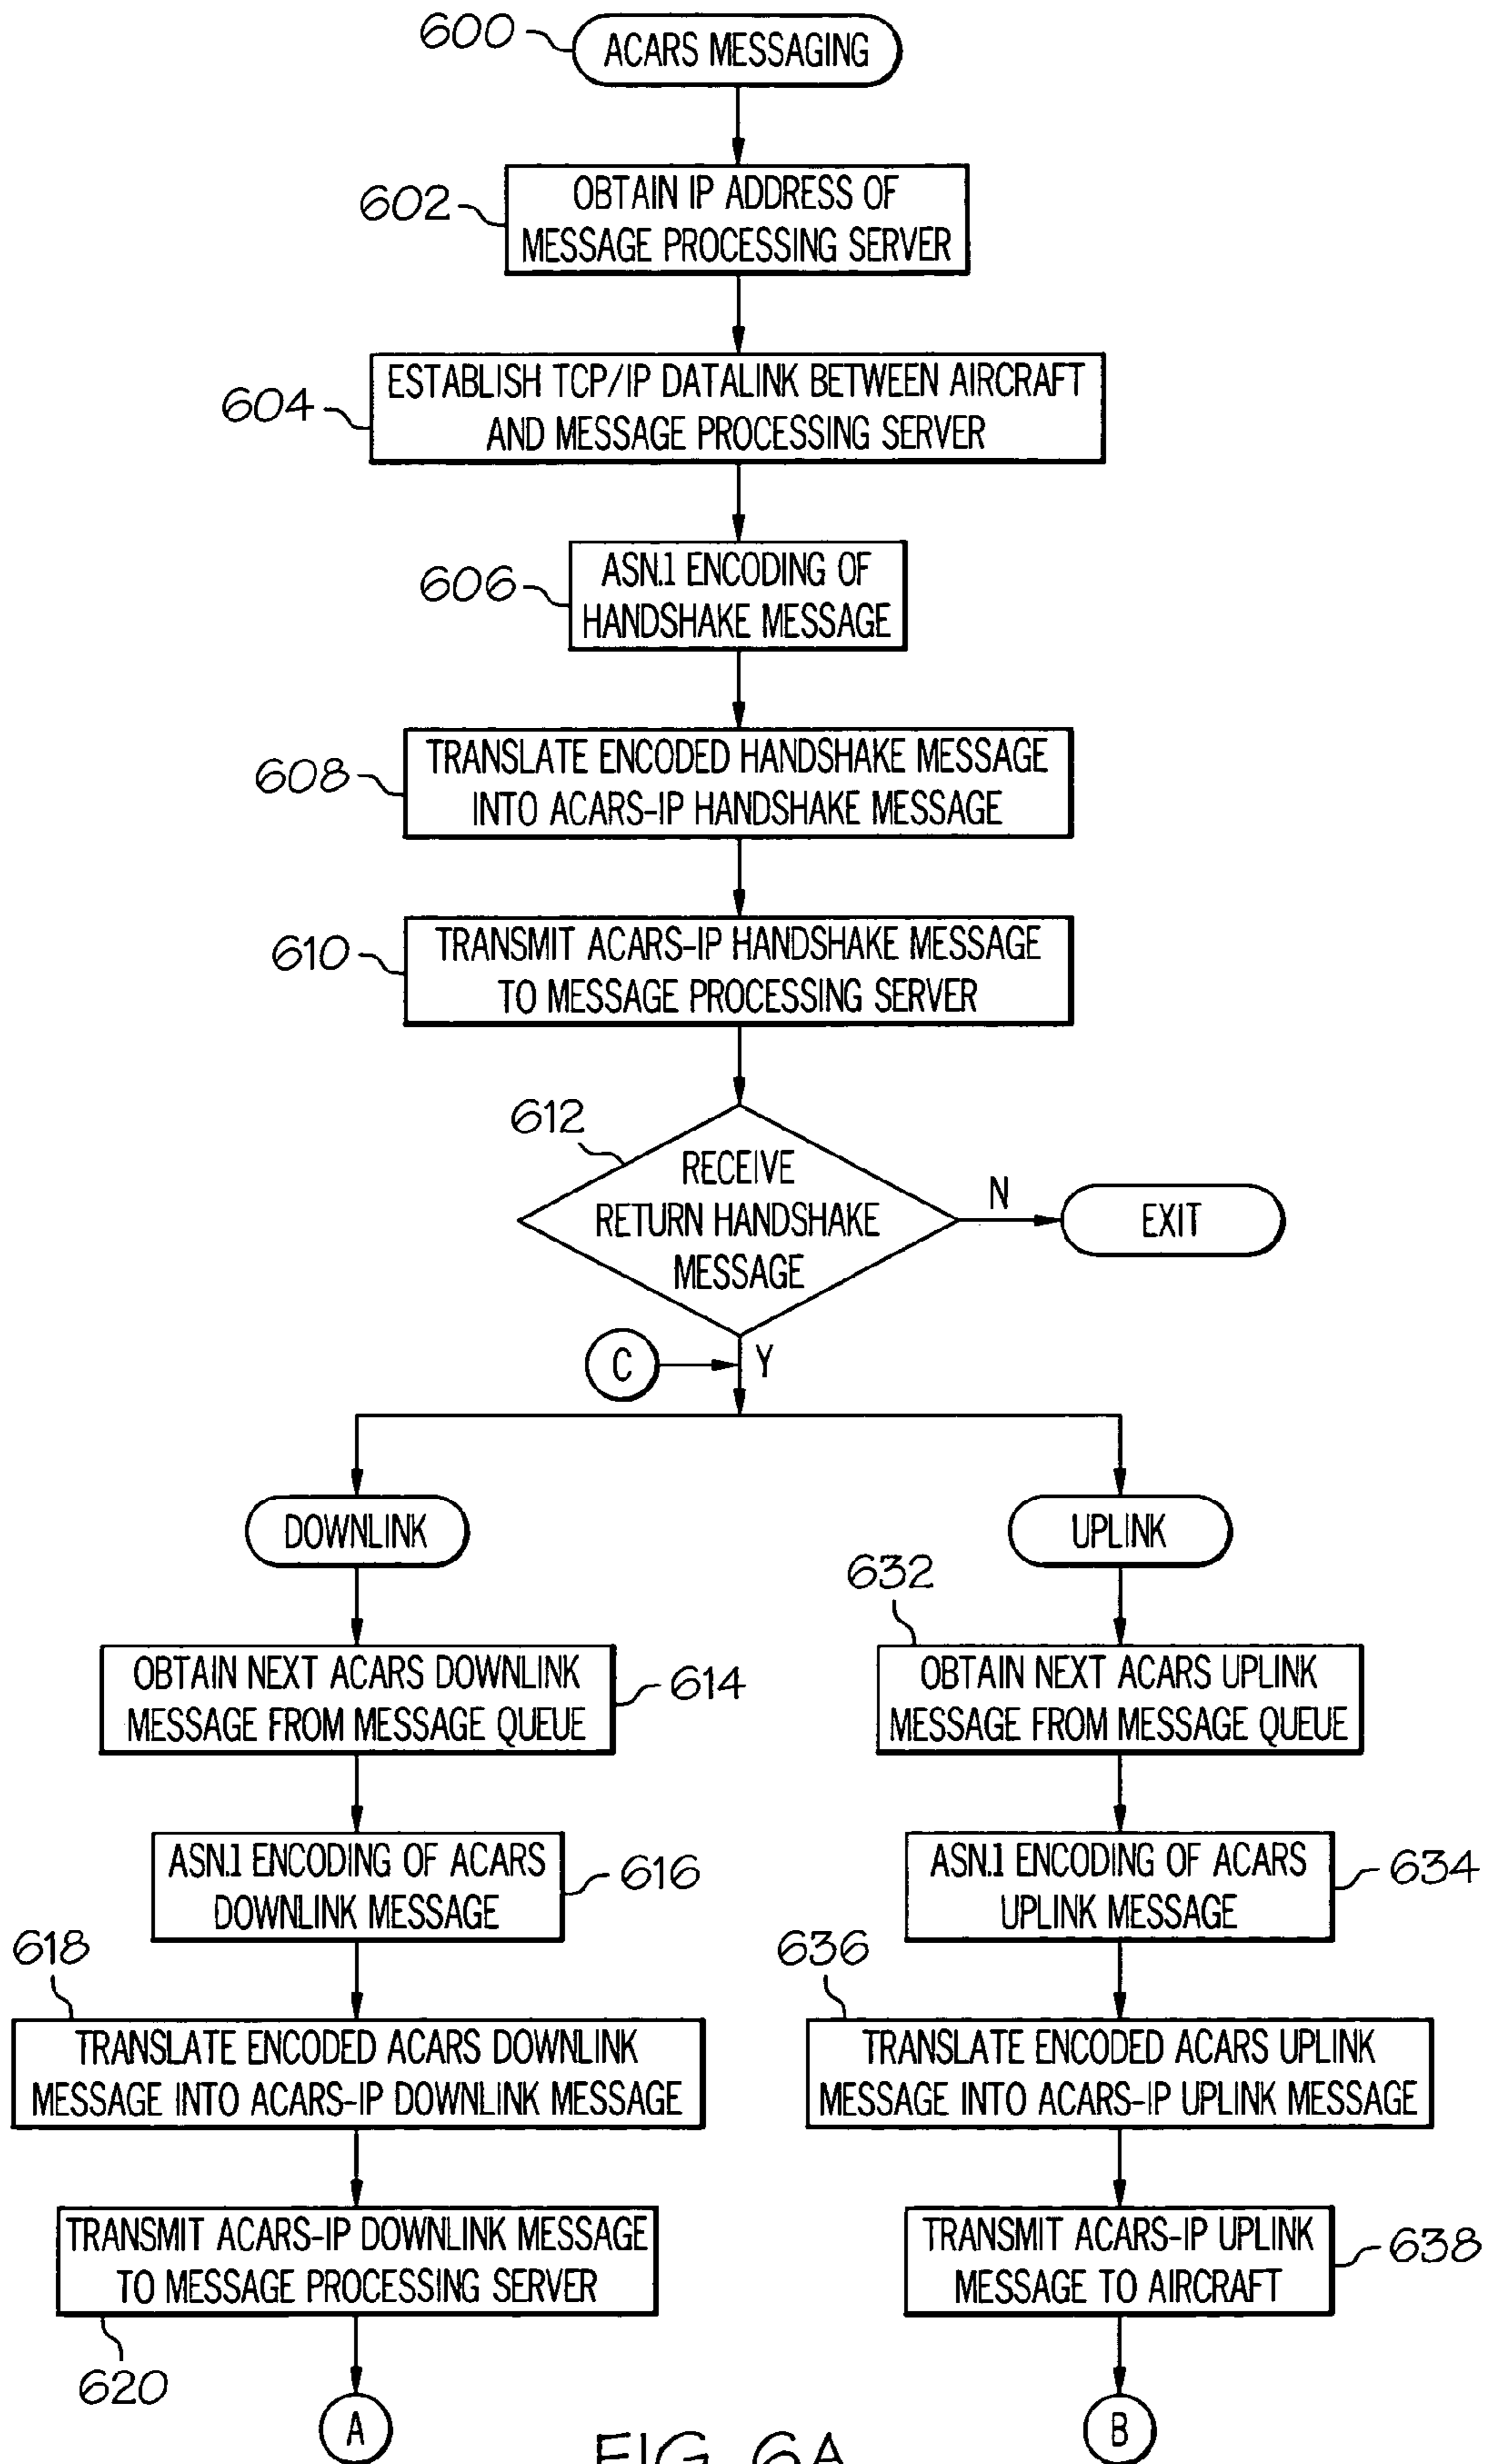 600
ACARS MESSAGING
602
OBTAIN IP ADDRESS OF
MESSAGE PROCESSING SERVER
604
ESTABLISH TCP/IP DATALINK BETWEEN AIRCRAFT
AND MESSAGE PROCESSING SERVER
606
ASN.1 ENCODING OF
HANDSHAKE MESSAGE
608
TRANSLATE ENCODED HANDSHAKE MESSAGE
INTO ACARS-IP HANDSHAKE MESSAGE
610
TRANSMIT ACARS-IP HANDSHAKE MESSAGE
TO MESSAGE PROCESSING SERVER
612
RECEIVE
RETURN HANDSHAKE
MESSAGE
N
EXIT
C
Y
DOWNLINK
OBTAIN NEXT ACARS DOWNLINK
MESSAGE FROM MESSAGE QUEUE
614
ASN.1 ENCODING OF ACARS
DOWNLINK MESSAGE
616
618
TRANSLATE ENCODED ACARS DOWNLINK
MESSAGE INTO ACARS-IP DOWNLINK MESSAGE
TRANSMIT ACARS-IP DOWNLINK MESSAGE
TO MESSAGE PROCESSING SERVER
620
A
UPLINK
632
OBTAIN NEXT ACARS UPLINK
MESSAGE FROM MESSAGE QUEUE
ASN.1 ENCODING OF ACARS
UPLINK MESSAGE
634
636
TRANSLATE ENCODED ACARS UPLINK
MESSAGE INTO ACARS-IP UPLINK MESSAGE
TRANSMIT ACARS-IP UPLINK
MESSAGE TO AIRCRAFT
638
B
FIG. 6A